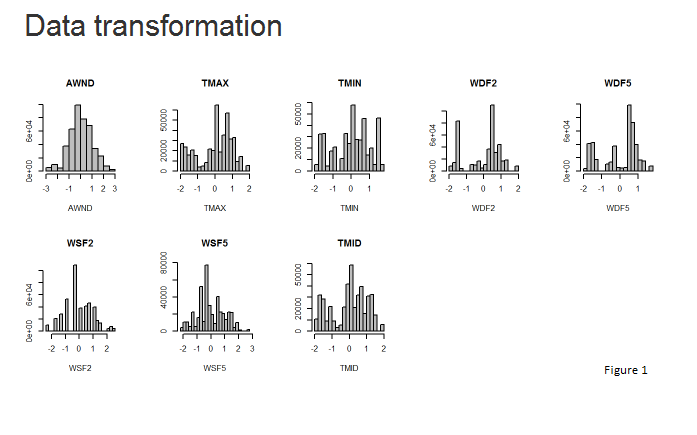 Data transformation
AWND
TMAX
TMIN
WDF2
WDF5
0e+00 6e+04
0 20000 50000
0 20000 50000
0e+00 6e+04
0e+00 6e+04
-3 -1 0 1 2 3
-2 -1 0 1 2
-2 -1 0 1
-2 -1 0 1 2
-2 -1 0 1
AWND
TMAX
TMIN
WDF2
WDF5
WSF2
WSF5
TMID
0e+00 6e+04
0 40000 80000
0 20000 50000
-2 -1 0 1 2
-2 -1 0 1 2 3
-2 -1 0 1 2
WSF2
WSF5
TMID
Figure 1